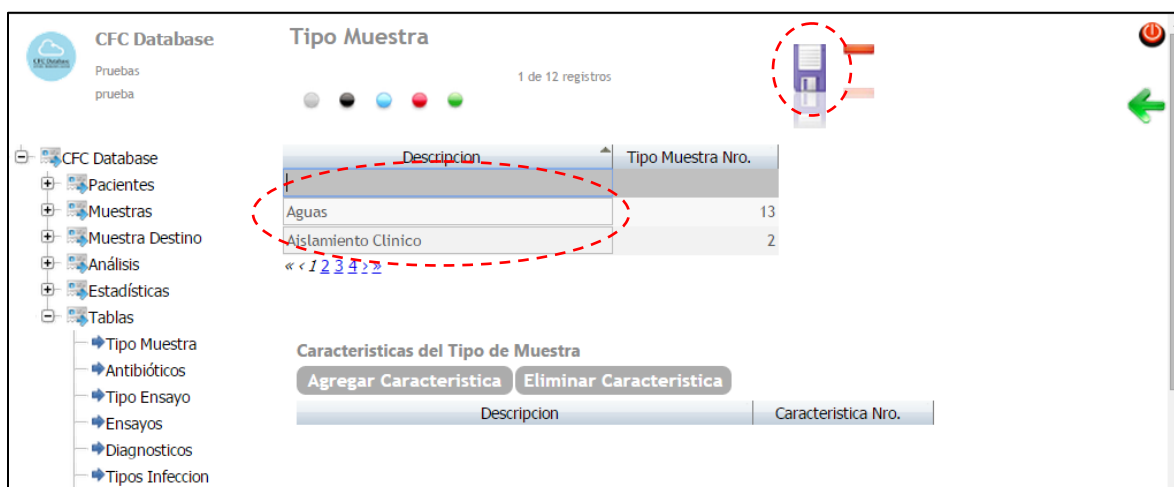 CFC Database
Pruebas
prueba
Tipo Muestra
1 de 12 registros
CFC Database
Pacientes
Muestras
Muestra Destino
Análisis
Estadísticas
Tablas
Tipo Muestra
Antibióticos
Tipo Ensayo
Ensayos
Diagnosticos
Tipos Infeccion
Descripcion Tipo Muestra Nro.
Aguas 13
Aislamiento Clinico 2
« ‹ 1 2 3 4 › »
Caracteristicas del Tipo de Muestra
Agregar Caracteristica Eliminar Caracteristica
Descripcion Caracteristica Nro.